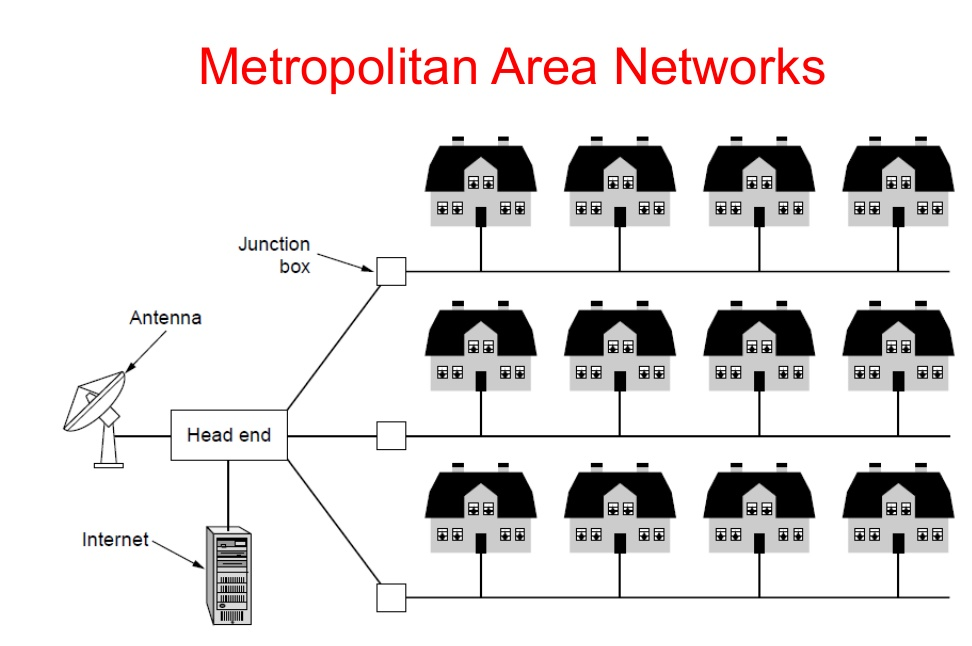 Metropolitan Area Networks
Junction
box
Antenna
Head end
Internet